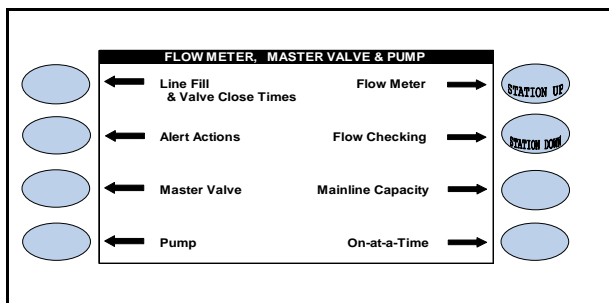 FLOW METER, MASTER VALVE & PUMP
Line Fill
& Valve Close Times
Flow Meter
STATION UP
Alert Actions
Flow Checking
STATION DOWN
Master Valve
Mainline Capacity
Pump
On-at-a-Time